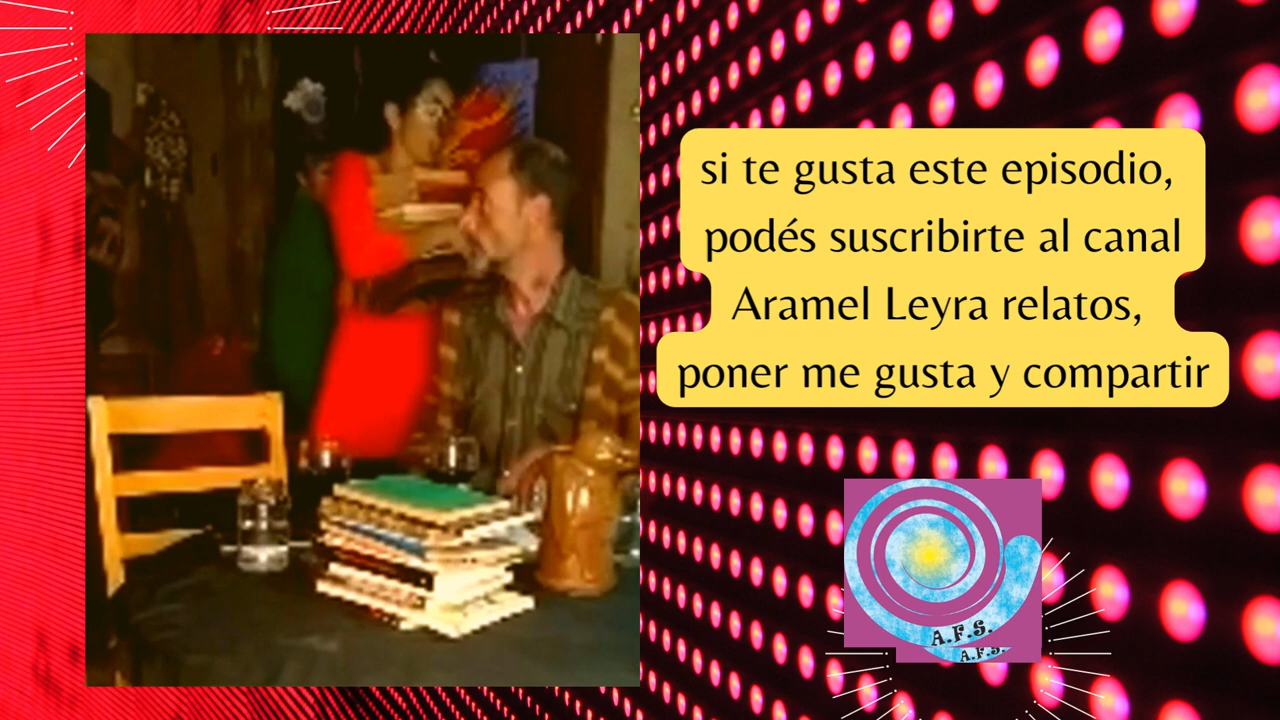 si te gusta este episodio,
podés suscribirte al canal
Aramel Leyra relatos,
poner me gusta y compartir
A.F.S.
A.F.S.